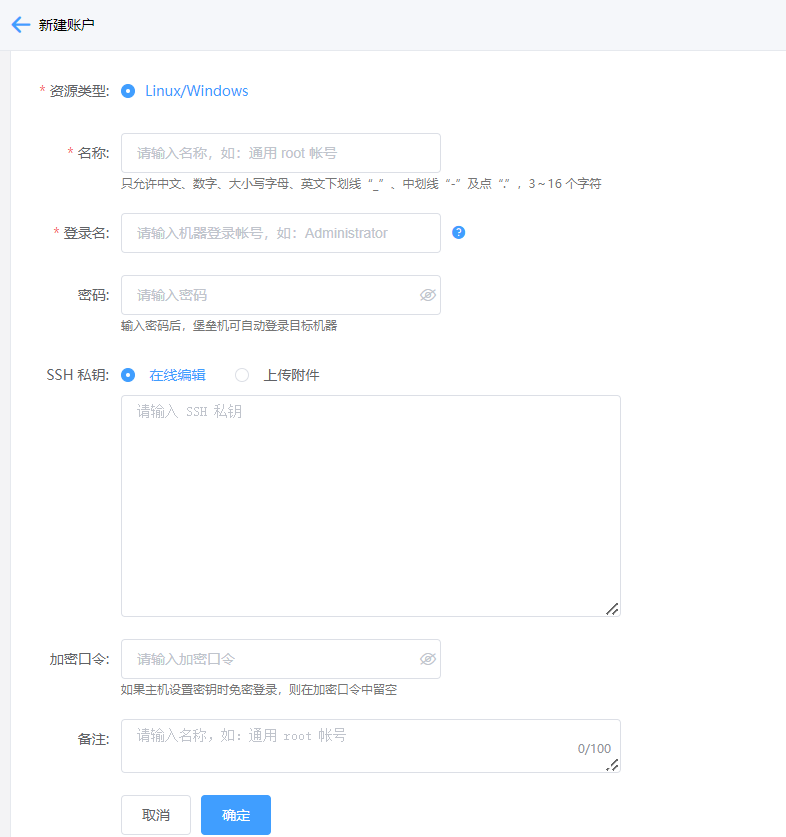 新建账户
* 资源类型: Linux/Windows
* 名称: 请输入名称，如：通用 root 帐号
只允许中文、数字、大小写字母、英文下划线“_”、中划线“-”及点“.”，3 ~ 16 个字符
* 登录名: 请输入机器登录帐号，如：Administrator ?
密码: 请输入密码
输入密码后，堡垒机可自动登录目标机器
SSH 私钥: 在线编辑 上传附件
请输入 SSH 私钥
加密口令: 请输入加密口令
如果主机设置密钥时免密登录，则在加密口令中留空
备注: 请输入名称，如：通用 root 帐号
0/100
取消 确定